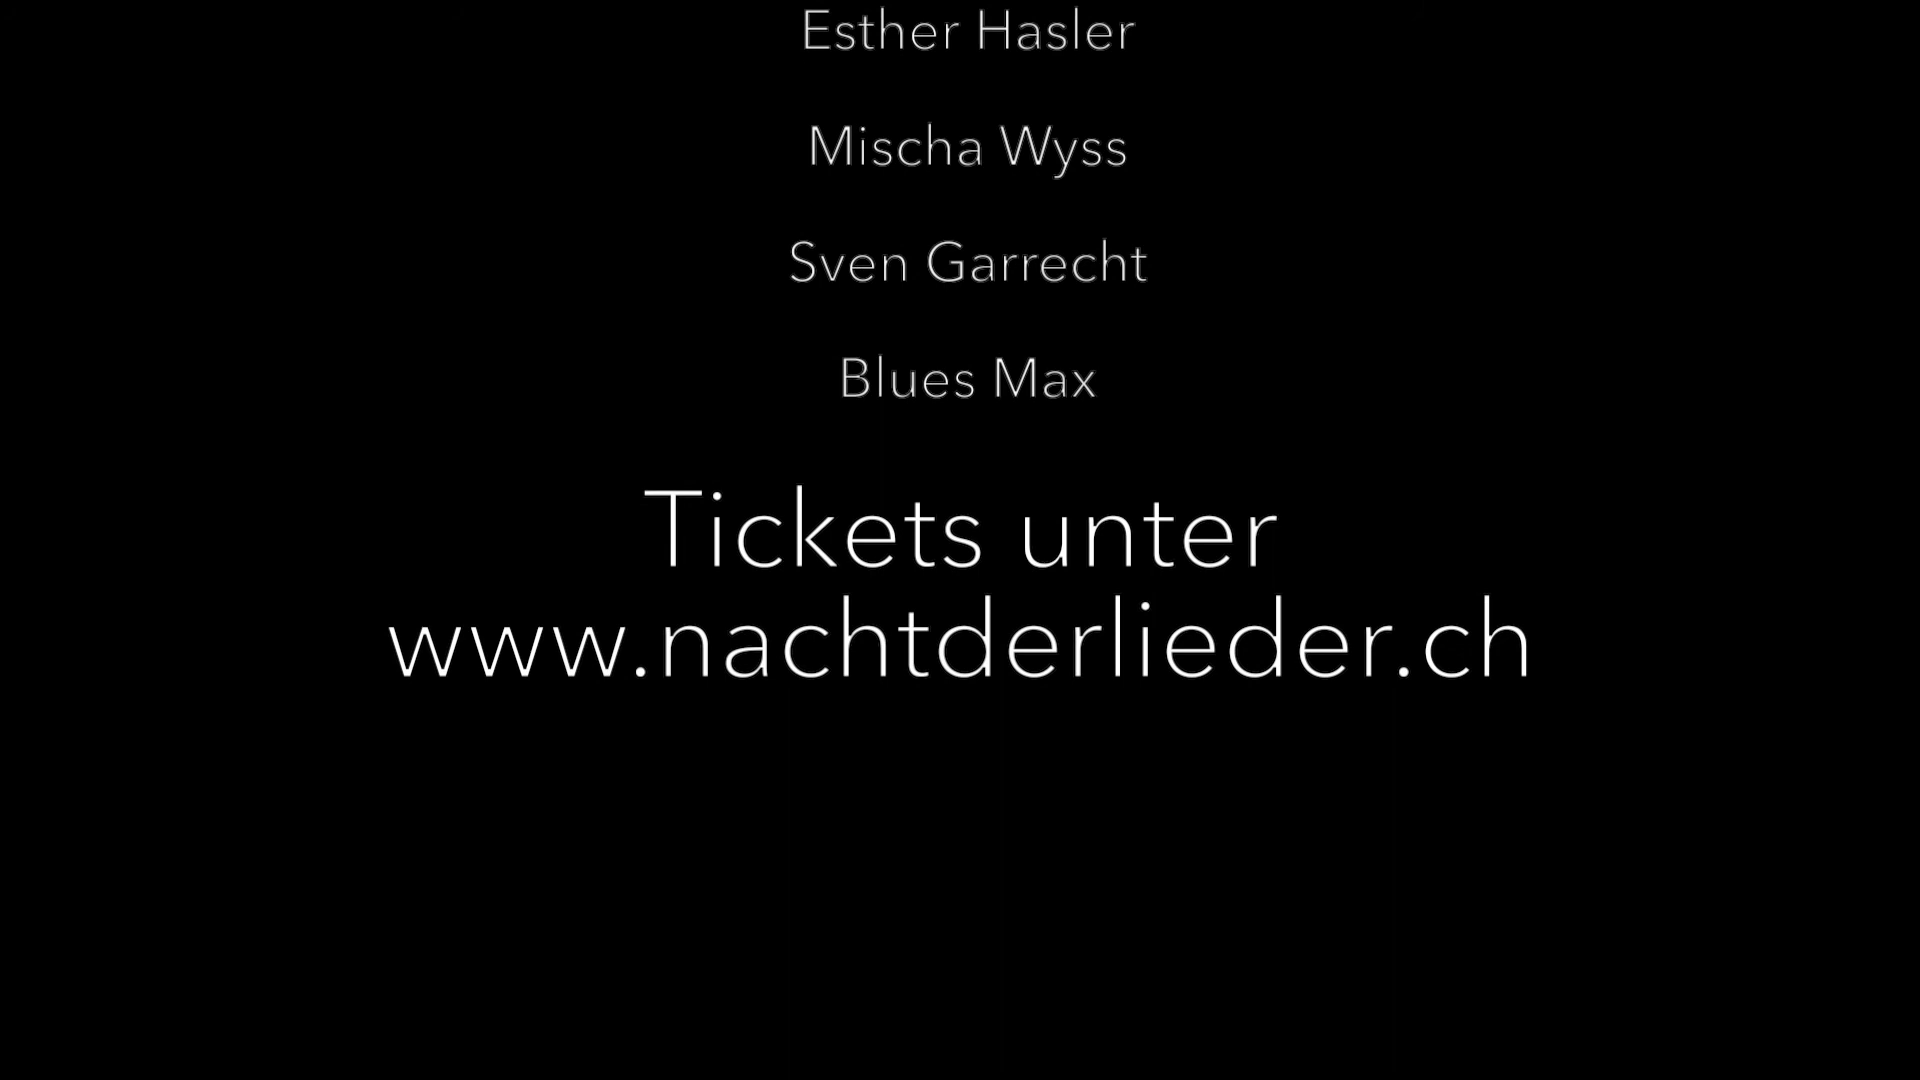 Esther Hasler
Mischa Wyss
Sven Garrecht
Blues Max
Tickets unter
www.nachtderlieder.ch